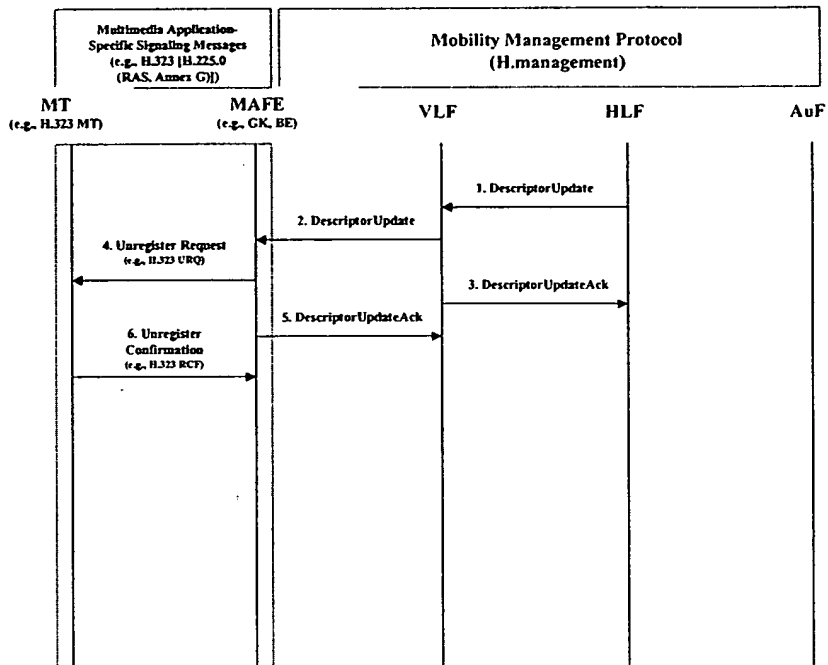 Multimedia Application-
Specific Signaling Messages
(e.g., H.323 [H.225.0
(RAS, Annex G)])
Mobility Management Protocol
(H.management)
MT
(e.g., H.323 MT)
MAFE
(e.g., GK, BE)
VLF
HLF
AuF
1. DescriptorUpdate
2. DescriptorUpdate
4. Unregister Request
(e.g., H.323 URQ)
3. DescriptorUpdateAck
5. DescriptorUpdateAck
6. Unregister
Confirmation
(e.g., H.323 RCF)